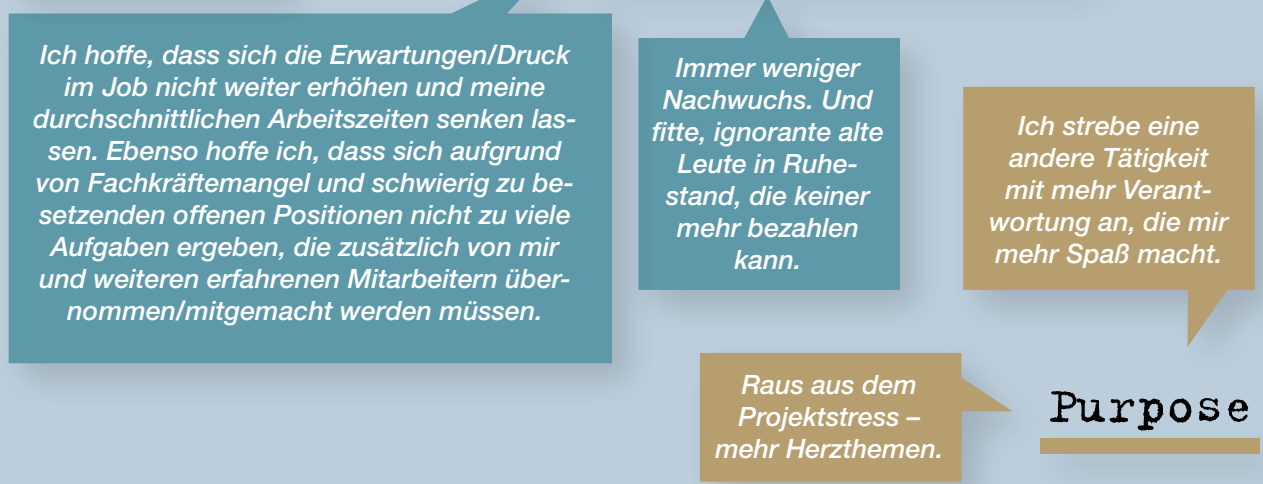 Ich hoffe, dass sich die Erwartungen/Druck
im Job nicht weiter erhöhen und meine
durchschnittlichen Arbeitszeiten senken las-
sen. Ebenso hoffe ich, dass sich aufgrund
von Fachkräftemangel und schwierig zu be-
setzenden offenen Positionen nicht zu viele
Aufgaben ergeben, die zusätzlich von mir
und weiteren erfahrenen Mitarbeitern über-
nommen/mitgemacht werden müssen.
Immer weniger
Nachwuchs. Und
fitte, ignorante alte
Leute in Ruhe-
stand, die keiner
mehr bezahlen
kann.
Ich strebe eine
andere Tätigkeit
mit mehr Verant-
wortung an, die mir
mehr Spaß macht.
Raus aus dem
Projektstress –
mehr Herzthemen.
Purpose